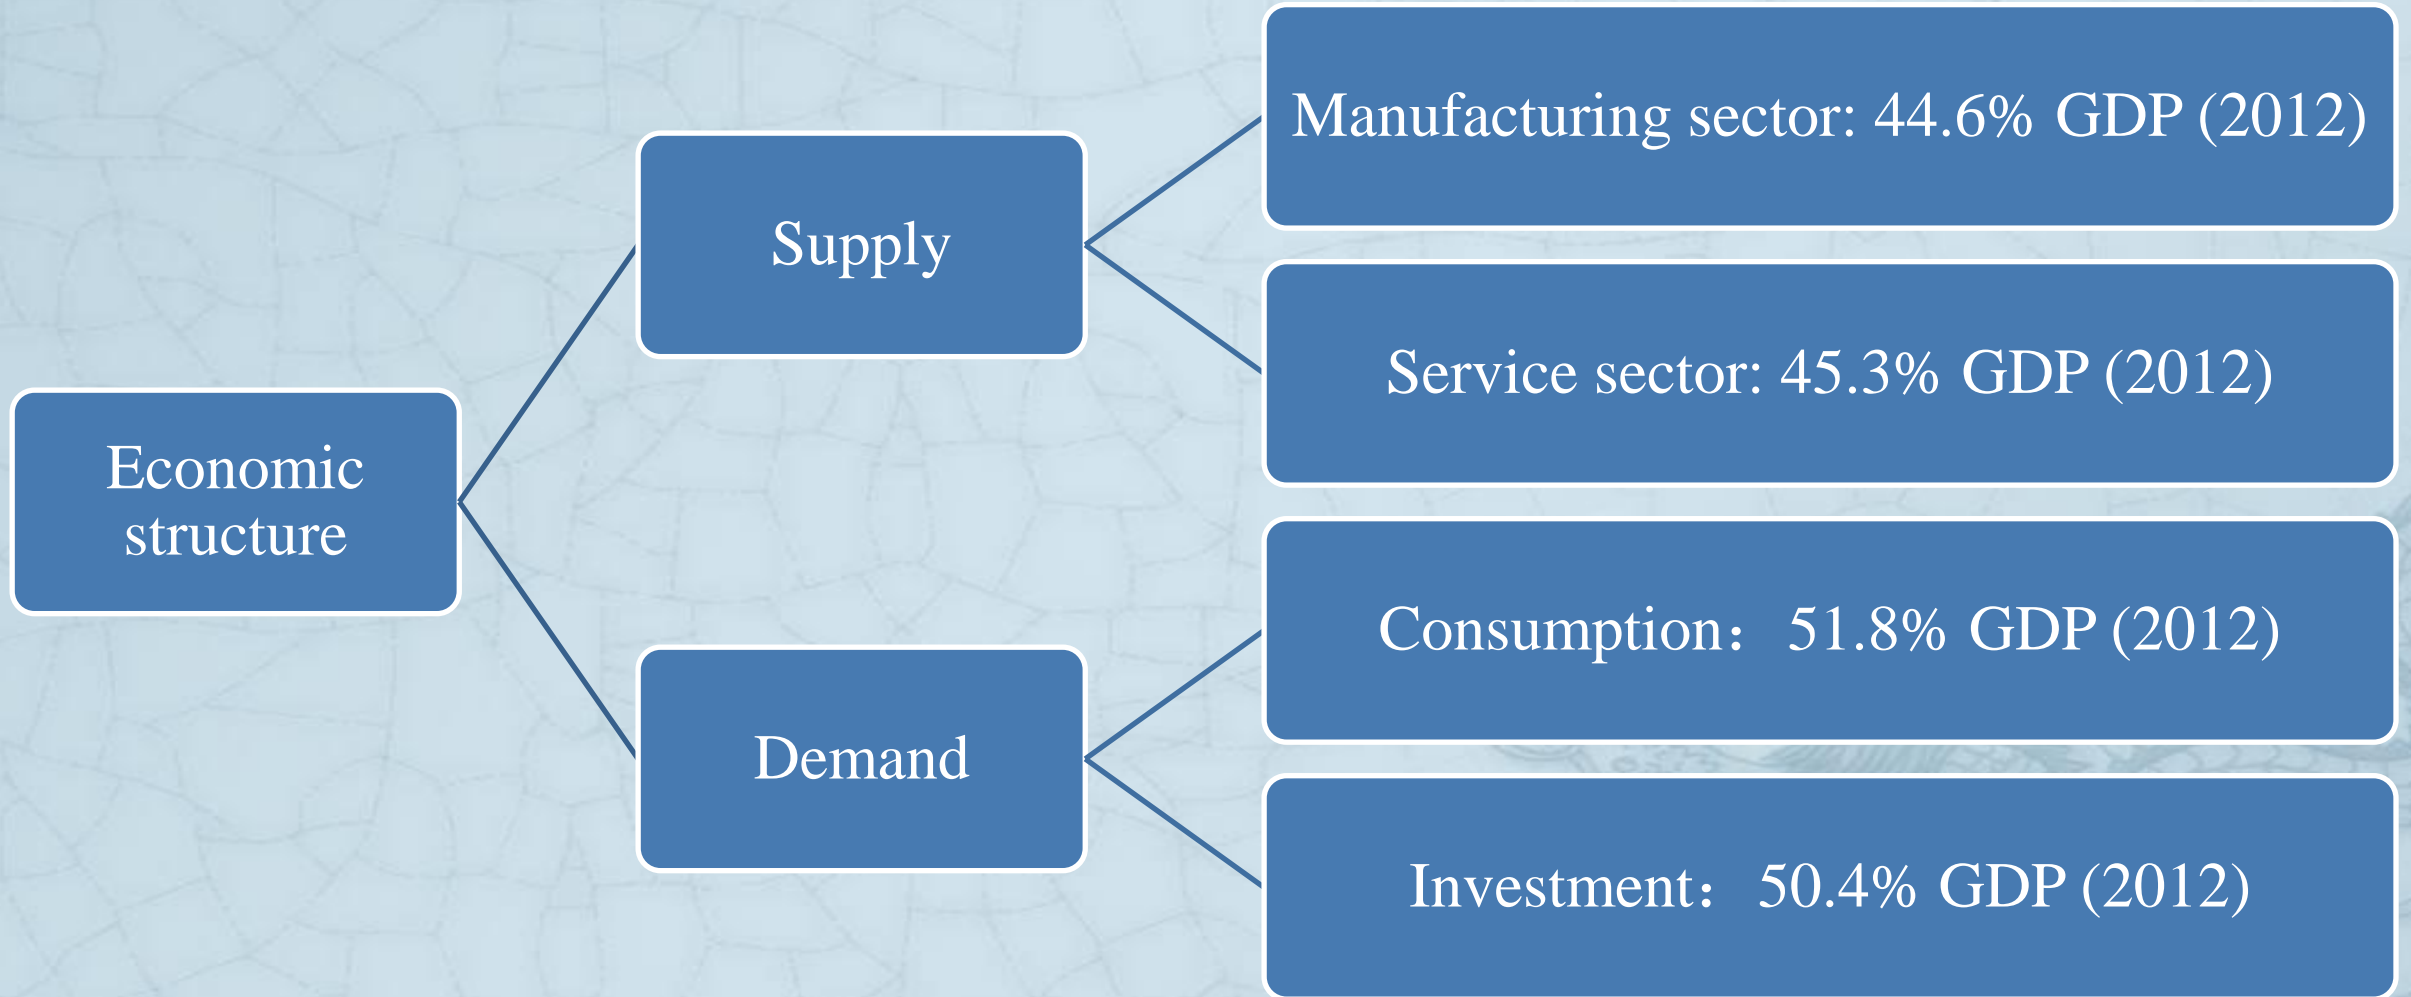 Economic
structure
Supply
Manufacturing sector: 44.6% GDP (2012)
Service sector: 45.3% GDP (2012)
Demand
Consumption：51.8% GDP (2012)
Investment：50.4% GDP (2012)